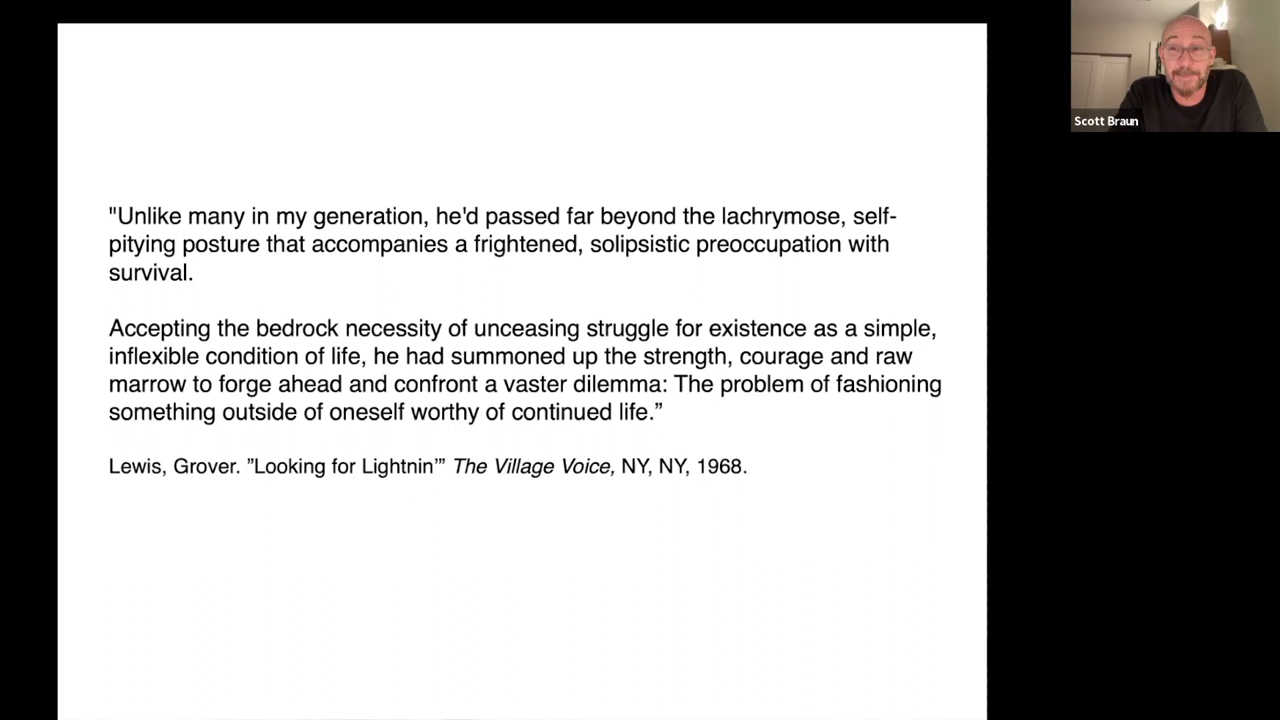 "Unlike many in my generation, he'd passed far beyond the lachrymose, self-
pitying posture that accompanies a frightened, solipsistic preoccupation with
survival.
Accepting the bedrock necessity of unceasing struggle for existence as a simple,
inflexible condition of life, he had summoned up the strength, courage and raw
marrow to forge ahead and confront a vaster dilemma: The problem of fashioning
something outside of oneself worthy of continued life.”
Lewis, Grover. ”Looking for Lightnin’” The Village Voice, NY, NY, 1968.
Scott Braun